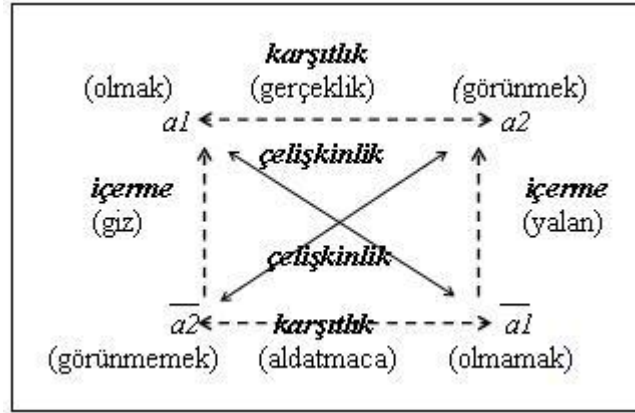 karşıtlık
(olmak) (gerçeklik) (görünmek)
a1 a2
çelişkinlik
içerme içerme
(giz) (yalan)
çelişkinlik
a2 karşıtlık a1
(görünmemek) (aldatmaca) (olmamak)